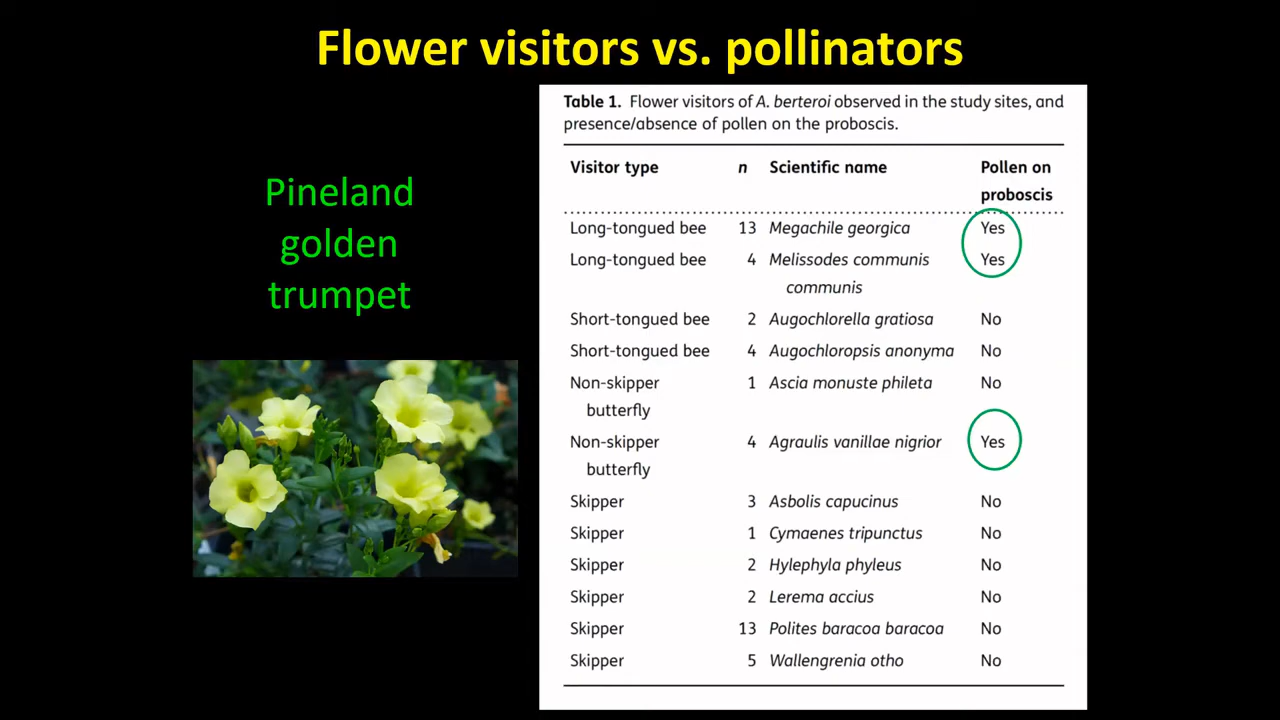 Flower visitors vs. pollinators
Pineland
golden
trumpet
Table 1. Flower visitors of A. berteroi observed in the study sites, and
presence/absence of pollen on the proboscis.
Visitor type n Scientific name Pollen on
proboscis
Long-tongued bee 13 Megachile georgica Yes
Long-tongued bee 4 Melissodes communis Yes
communis
Short-tongued bee 2 Augochlorella gratiosa No
Short-tongued bee 4 Augochloropsis anonyma No
Non-skipper 1 Ascia monuste phileta No
butterfly
Non-skipper 4 Agraulis vanillae nigrior Yes
butterfly
Skipper 3 Asbolis capucinus No
Skipper 1 Cymaenes tripunctus No
Skipper 2 Hylephyla phyleus No
Skipper 2 Lerema accius No
Skipper 13 Polites baracoa baracoa No
Skipper 5 Wallengrenia otho No